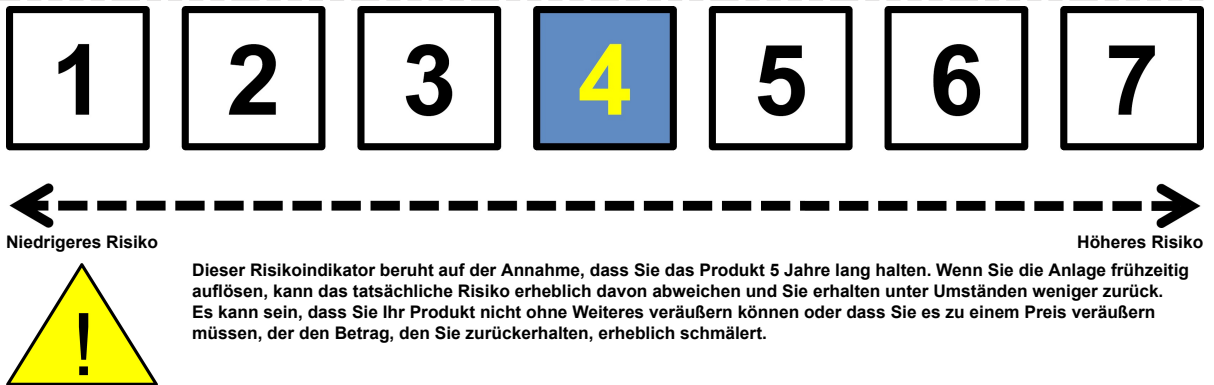 1 2 3 4 5 6 7
Niedrigeres Risiko Höheres Risiko
Dieser Risikoindikator beruht auf der Annahme, dass Sie das Produkt 5 Jahre lang halten. Wenn Sie die Anlage frühzeitig
auflösen, kann das tatsächliche Risiko erheblich davon abweichen und Sie erhalten unter Umständen weniger zurück.
Es kann sein, dass Sie Ihr Produkt nicht ohne Weiteres veräußern können oder dass Sie es zu einem Preis veräußern
müssen, der den Betrag, den Sie zurückerhalten, erheblich schmälert.
!